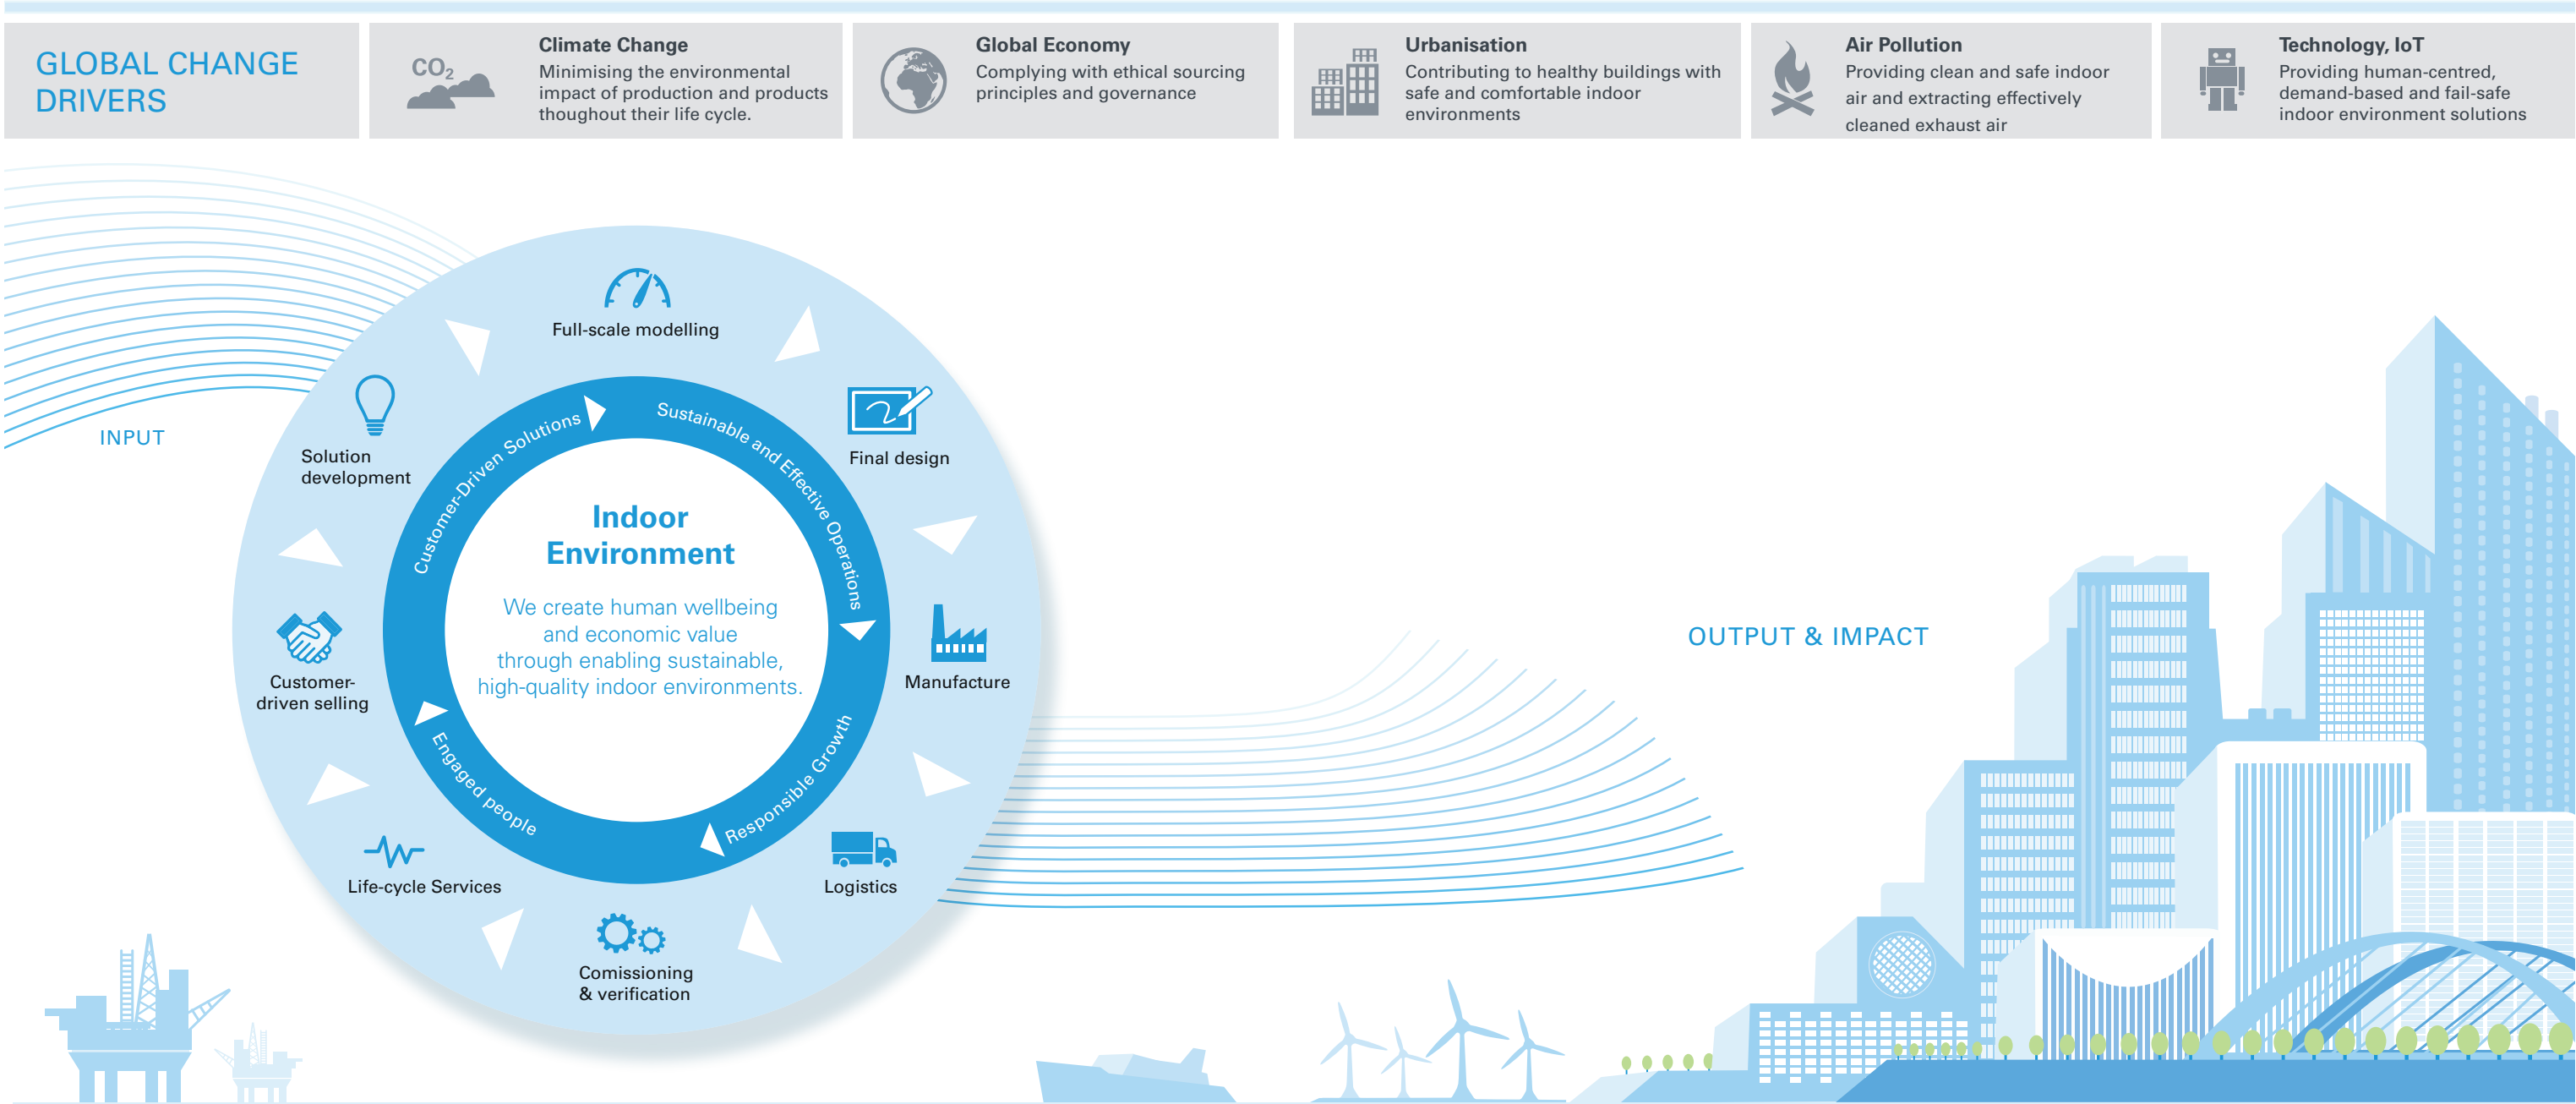 GLOBAL CHANGE
DRIVERS
CO2
Climate Change
Minimising the environmental
impact of production and products
thoughout their life cycle.
Global Economy
Complying with ethical sourcing
principles and governance
Urbanisation
Contributing to healthy buildings with
safe and comfortable indoor
environments
Air Pollution
Providing clean and safe indoor
air and extracting effectively
cleaned exhaust air
Technology, IoT
Providing human-centred,
demand-based and fail-safe
indoor environment solutions
INPUT
Full-scale modelling
Final design
Manufacture
Logistics
Comissioning
& verification
Life-cycle Services
Customer-
driven selling
Solution
development
Customer-Driven Solutions
Sustainable and Effective Operations
Responsible Growth
Engaged people
Indoor
Environment
We create human wellbeing
and economic value
through enabling sustainable,
high-quality indoor environments.
OUTPUT & IMPACT